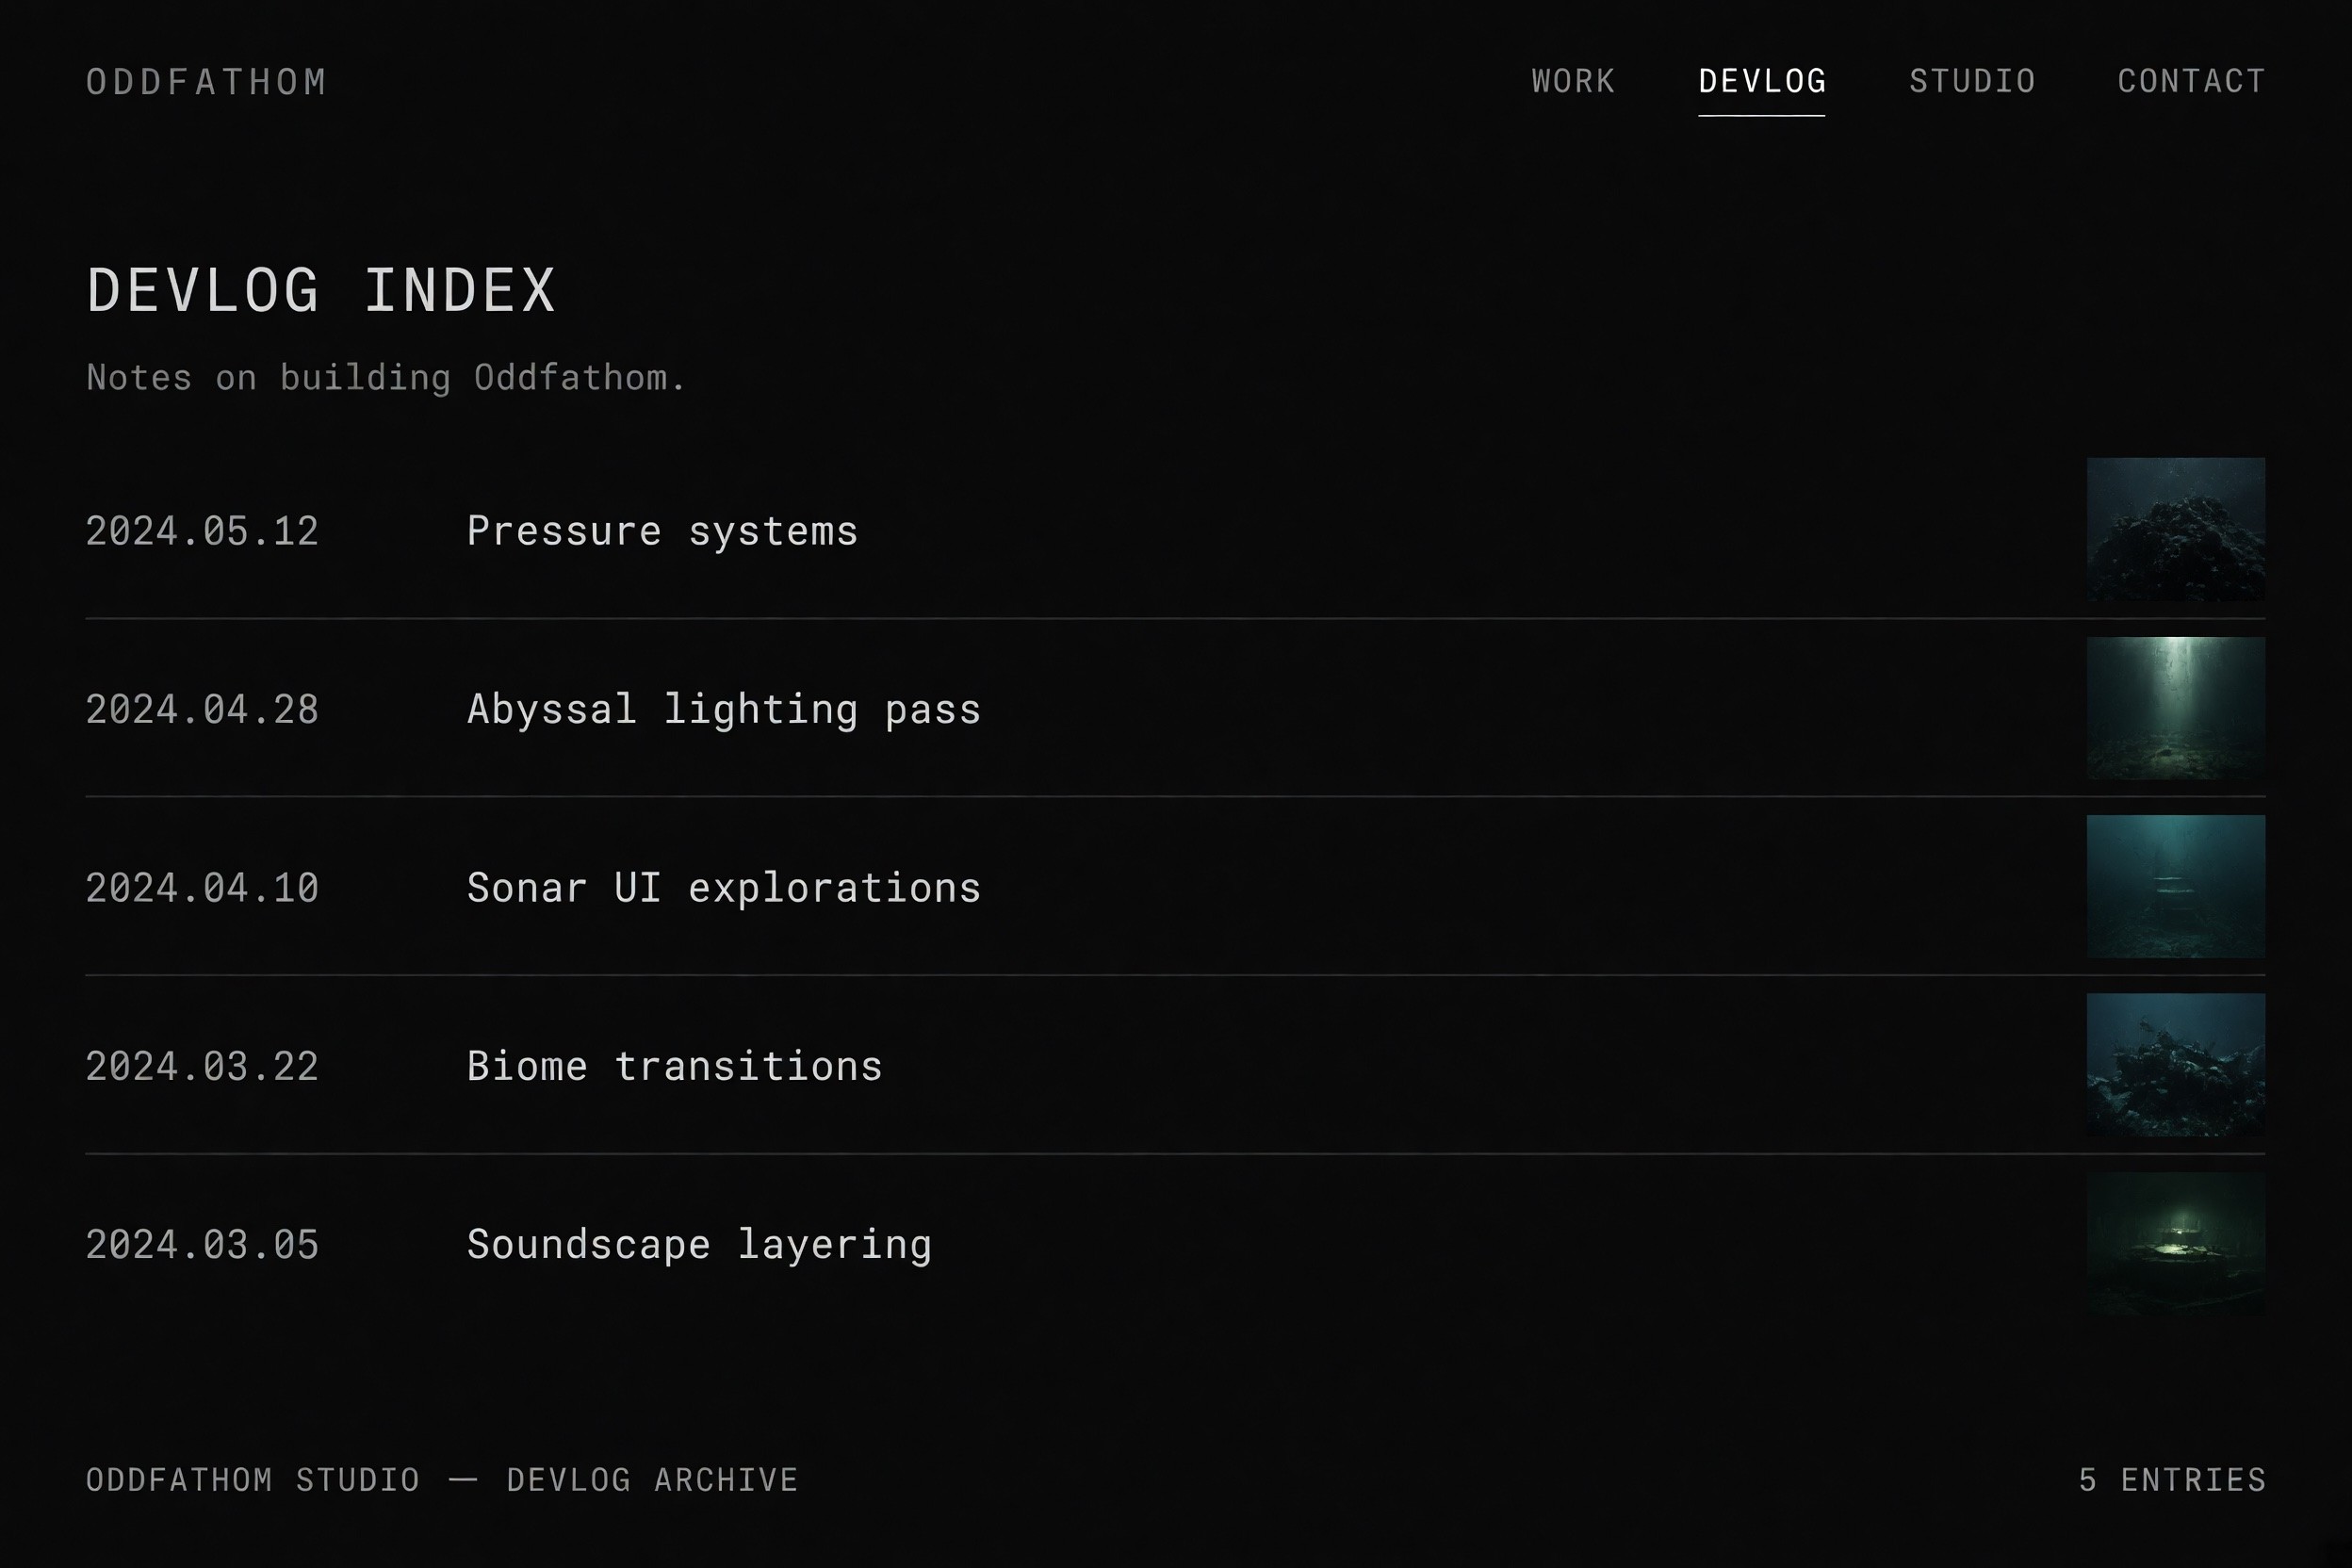 ODDFATHOM
WORK DEVLOG STUDIO CONTACT
DEVLOG INDEX
Notes on building Oddfathom.
2024.05.12 Pressure systems
2024.04.28 Abyssal lighting pass
2024.04.10 Sonar UI explorations
2024.03.22 Biome transitions
2024.03.05 Soundscape layering
ODDFATHOM STUDIO — DEVLOG ARCHIVE
5 ENTRIES